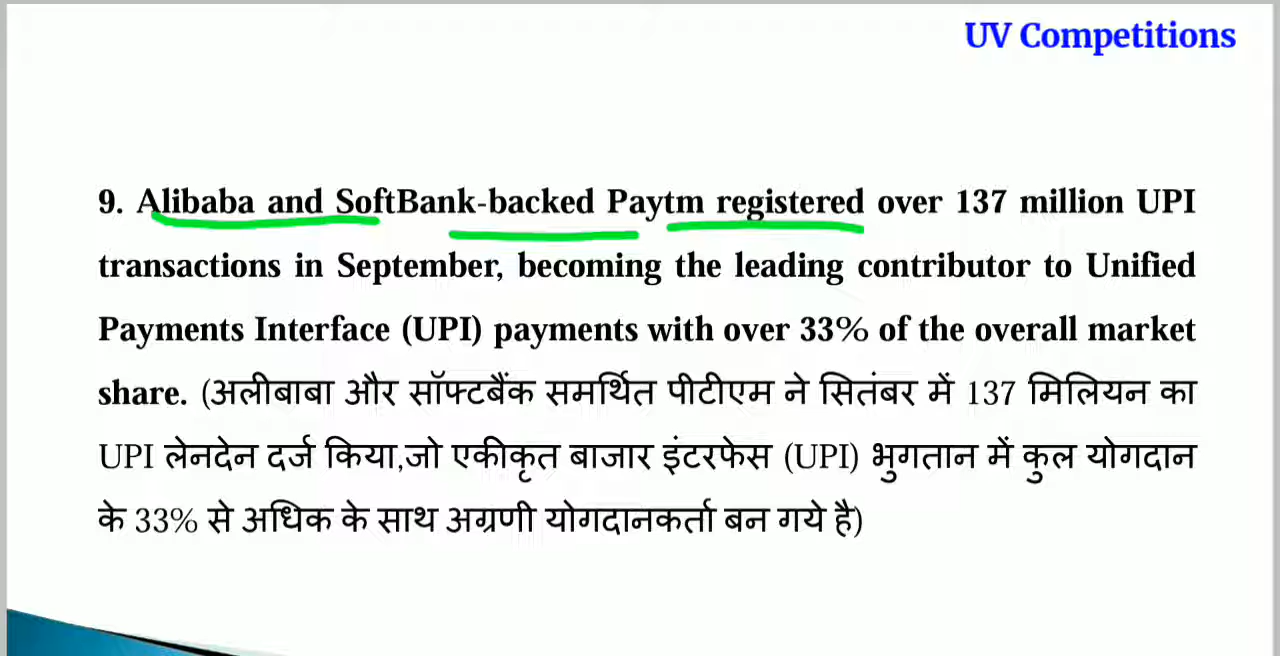 UV Competitions
9. Alibaba and SoftBank-backed Paytm registered over 137 million UPI
transactions in September, becoming the leading contributor to Unified
Payments Interface (UPI) payments with over 33% of the overall market
share. (अलीबाबा और सॉफ्टबैंक समर्थित पीटीएम ने सितंबर में 137 मिलियन का
UPI लेनदेन दर्ज किया,जो एकीकृत बाजार इंटरफेस (UPI) भुगतान में कुल योगदान
के 33% से अधिक के साथ अग्रणी योगदानकर्ता बन गये है)